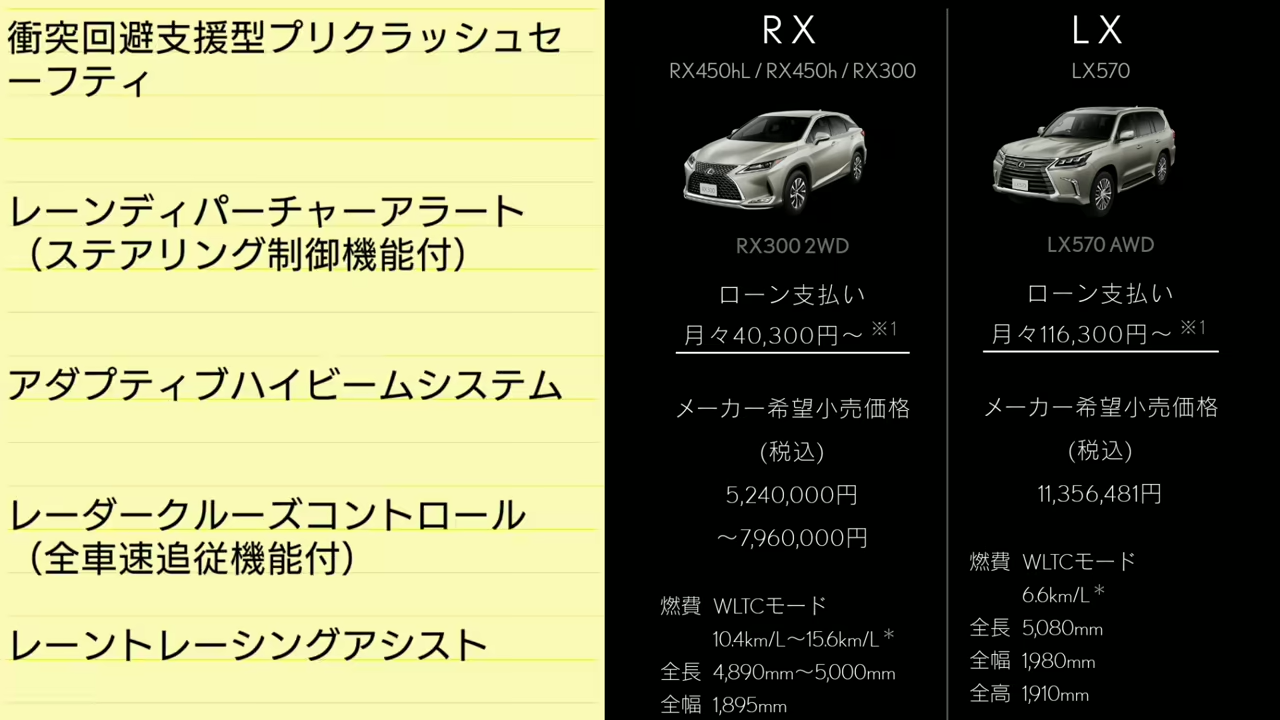 衝突回避支援型プリクラッシュセ
ーフティ
レーンディパーチャーアラート
（ステアリング制御機能付）
アダプティブハイビームシステム
レーダークルーズコントロール
（全車速追従機能付）
レーントレーシングアシスト
RX
RX450hL / RX450h / RX300
RX300 2WD
ローン支払い
月々40,300円～ ※1
メーカー希望小売価格
(税込)
5,240,000円
～7,960,000円
燃費 WLTCモード
10.4km/L～15.6km/L＊
全長 4,890mm～5,000mm
全幅 1,895mm
LX
LX570
LX570 AWD
ローン支払い
月々116,300円～ ※1
メーカー希望小売価格
(税込)
11,356,481円
燃費 WLTCモード
6.6km/L＊
全長 5,080mm
全幅 1,980mm
全高 1,910mm